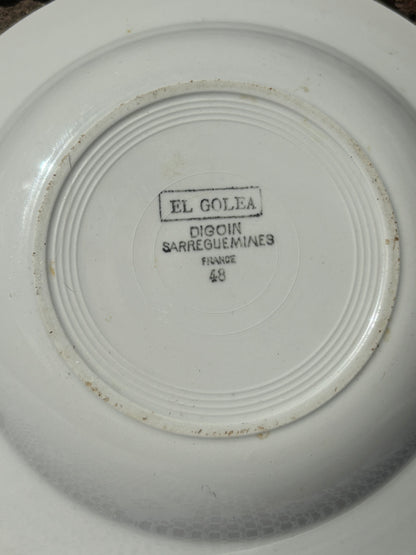 EL GOLEA
DIGOIN
SARREGUEMINES
FRANCE
48